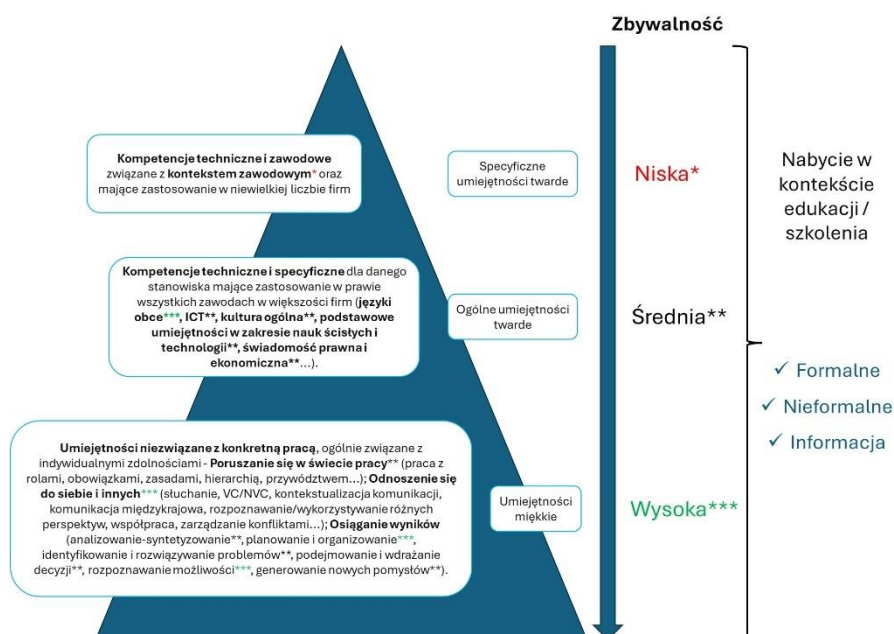 Zbywalność
Kompetencje techniczne i zawodowe
związane z kontekstem zawodowym* oraz
mające zastosowanie w niewielkiej liczbie firm
Specyficzne
umiejętności twarde
Niska*
Nabycie w
kontekście
edukacji /
szkolenia
Kompetencje techniczne i specyficzne dla danego
stanowiska mające zastosowanie w prawie
wszystkich zawodach w większości firm (języki
obce***, ICT**, kultura ogólna**, podstawowe
umiejętności w zakresie nauk ścisłych i
technologii**, świadomość prawna i
ekonomiczna**...).
Ogólne umiejętności
twarde
Średnia**
✓ Formalne
✓ Nieformalne
✓ Informacja
Umiejętności niezwiązane z konkretną pracą, ogólnie związane z
indywidualnymi zdolnościami - Poruszanie się w świecie pracy** (praca z
rolami, obowiązkami, zasadami, hierarchią, przywództwem...); Odnoszenie się
do siebie i innych*** (słuchanie, VC/NVC, kontekstualizacja komunikacji,
komunikacja międzykrajowa, rozpoznawanie/wykorzystywanie różnych
perspektyw, współpraca, zarządzanie konfliktami...); Osiąganie wyników
(analizowanie-syntetyzowanie**, planowanie i organizowanie***,
identyfikowanie i rozwiązywanie problemów**, podejmowanie i wdrażanie
decyzji**, rozpoznawanie możliwości***, generowanie nowych pomysłów**).
Umiejętności
miękkie
Wysoka***